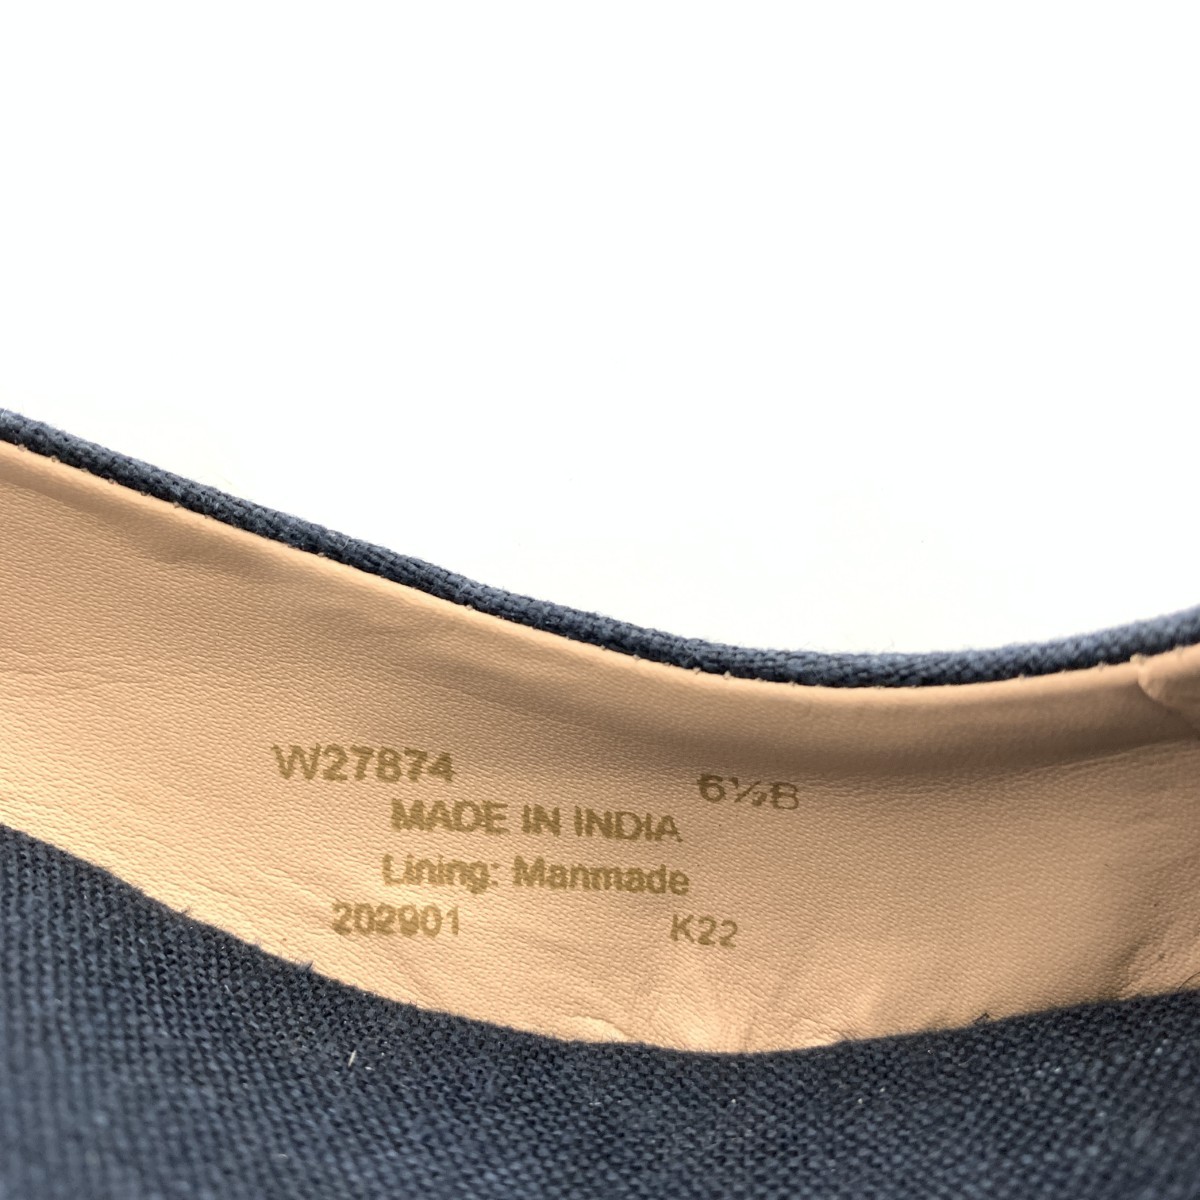 W27874 6½B
MADE IN INDIA
Lining: Manmade
202901 K22